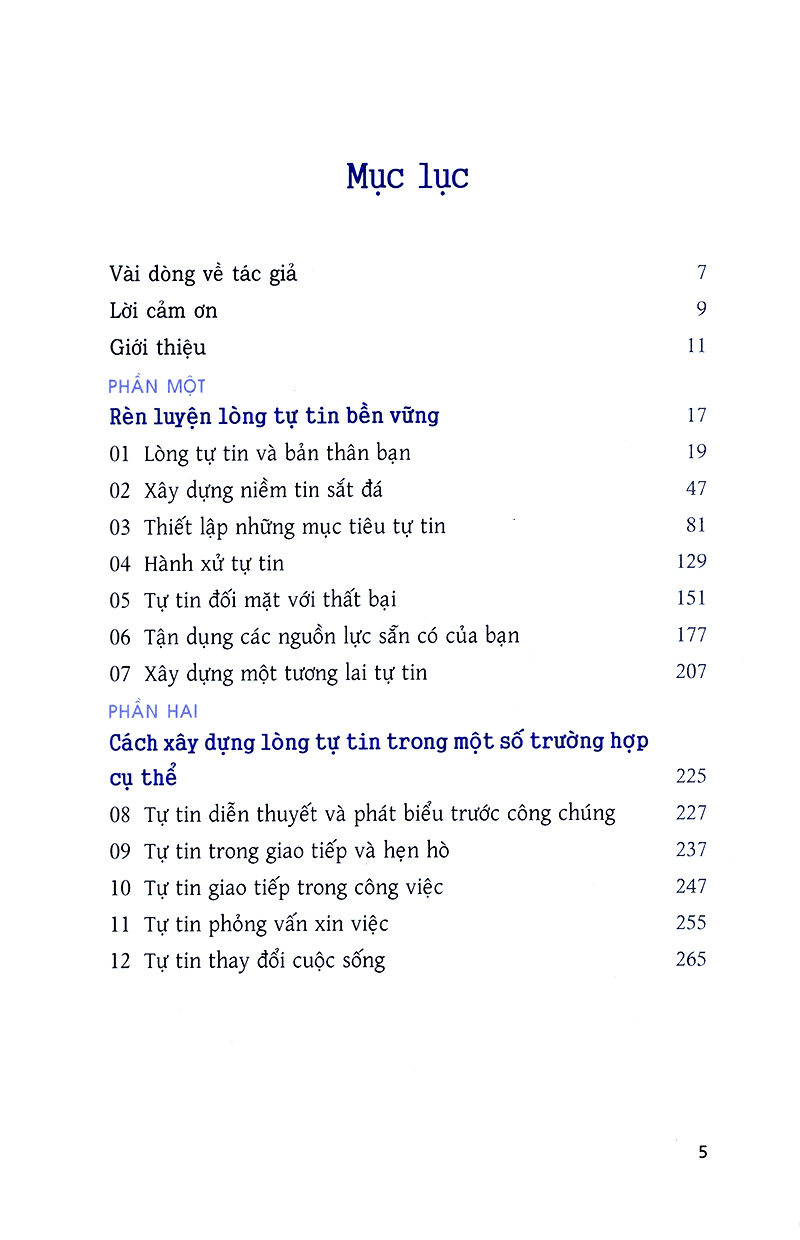 Mục lục
Vài dòng về tác giả 7
Lời cảm ơn 9
Giới thiệu 11
PHẦN MỘT
Rèn luyện lòng tự tin bền vững 17
01 Lòng tự tin và bản thân bạn 19
02 Xây dựng niềm tin sắt đá 47
03 Thiết lập những mục tiêu tự tin 81
04 Hành xử tự tin 129
05 Tự tin đối mặt với thất bại 151
06 Tận dụng các nguồn lực sẵn có của bạn 177
07 Xây dựng một tương lai tự tin 207
PHẦN HAI
Cách xây dựng lòng tự tin trong một số trường hợp
cụ thể 225
08 Tự tin diễn thuyết và phát biểu trước công chúng 227
09 Tự tin trong giao tiếp và hẹn hò 237
10 Tự tin giao tiếp trong công việc 247
11 Tự tin phỏng vấn xin việc 255
12 Tự tin thay đổi cuộc sống 265
5